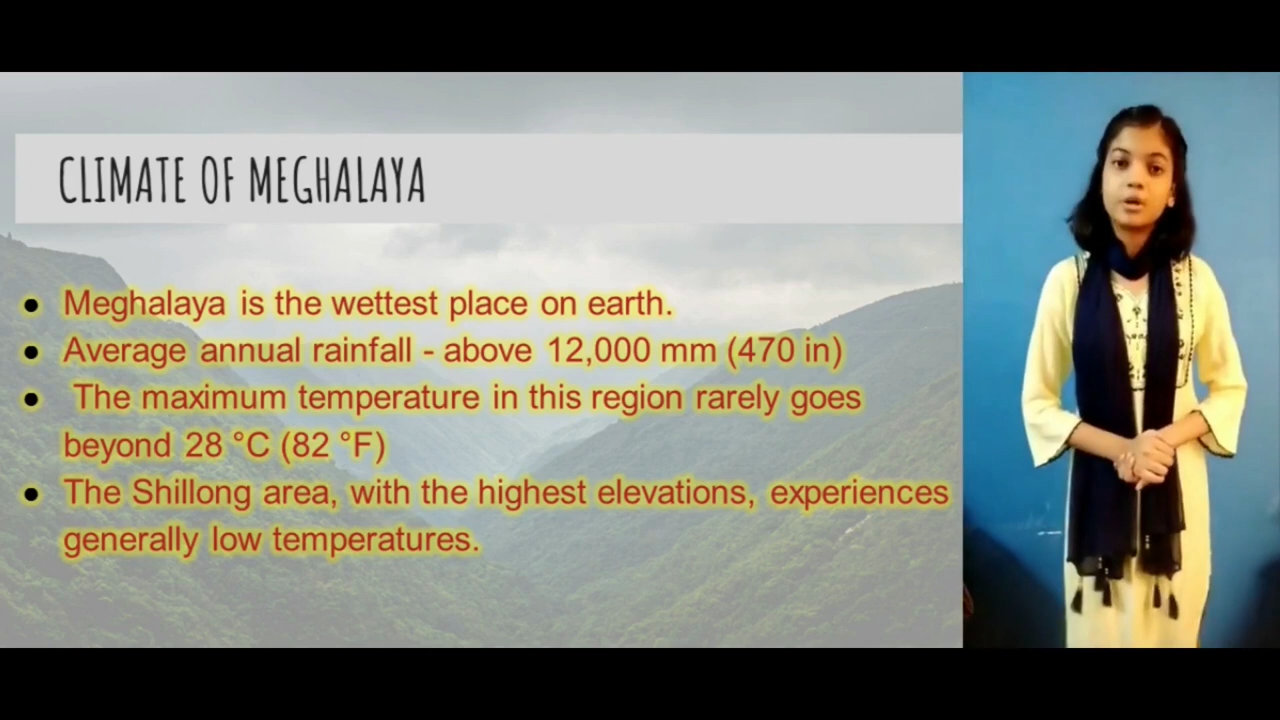 CLIMATE OF MEGHALAYA
● Meghalaya is the wettest place on earth.
● Average annual rainfall - above 12,000 mm (470 in)
● The maximum temperature in this region rarely goes
beyond 28 °C (82 °F)
● The Shillong area, with the highest elevations, experiences
generally low temperatures.